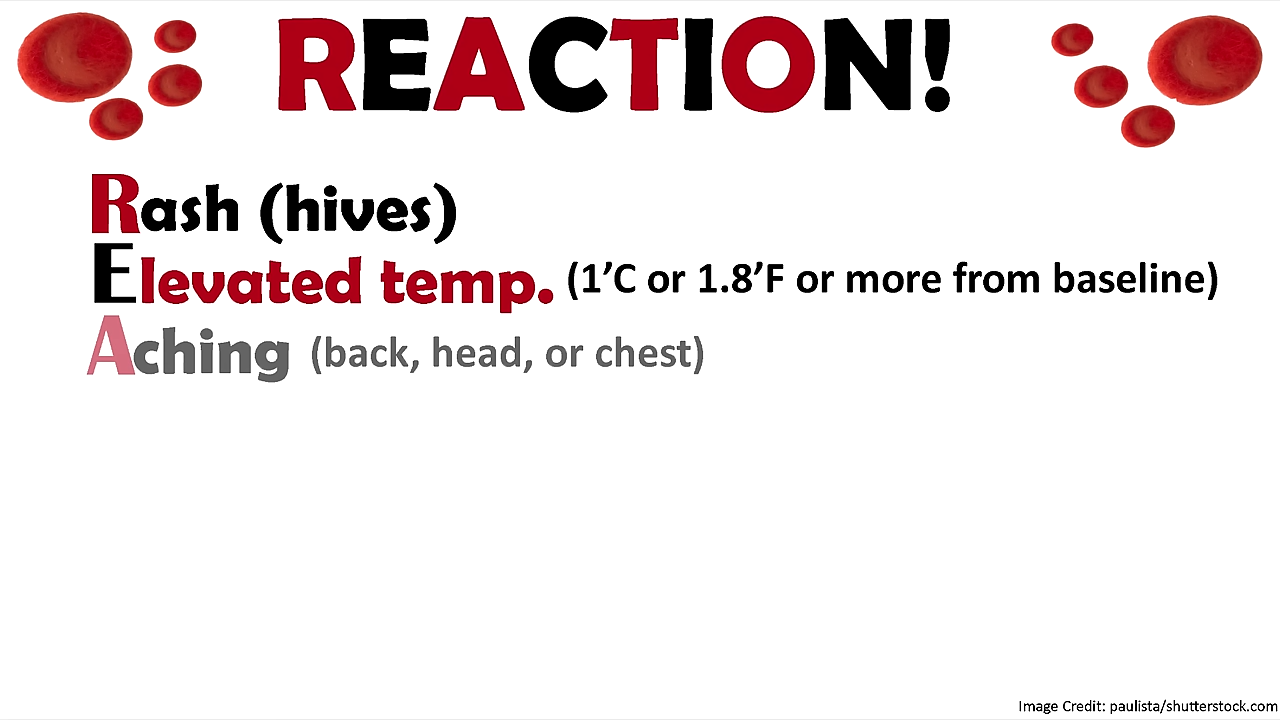 REACTION!
Rash (hives)
Elevated temp. (1’C or 1.8’F or more from baseline)
Aching (back, head, or chest)
Image Credit: paulista/shutterstock.com